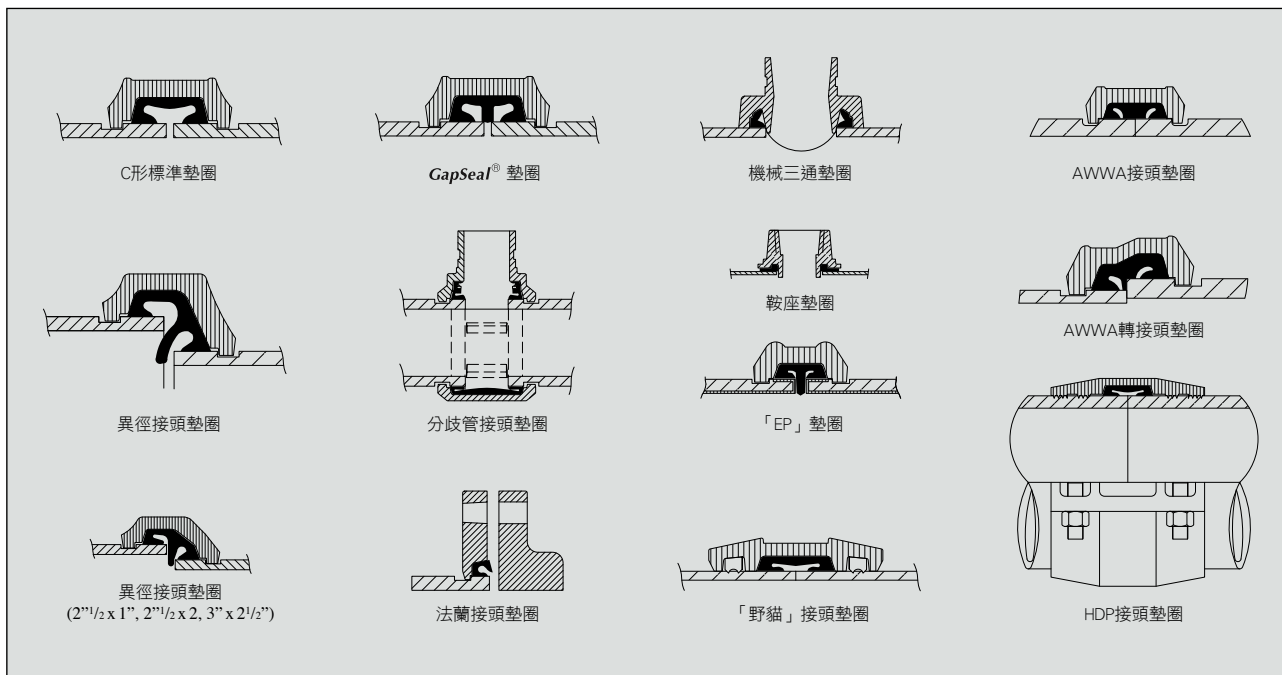 C形標準墊圈
GapSeal® 墊圈
機械三通墊圈
AWWA接頭墊圈
鞍座墊圈
AWWA轉接頭墊圈
異徑接頭墊圈
分歧管接頭墊圈
「EP」墊圈
異徑接頭墊圈
(2”1/2 x 1”, 2”1/2 x 2, 3” x 21/2”)
法蘭接頭墊圈
「野貓」接頭墊圈
HDP接頭墊圈